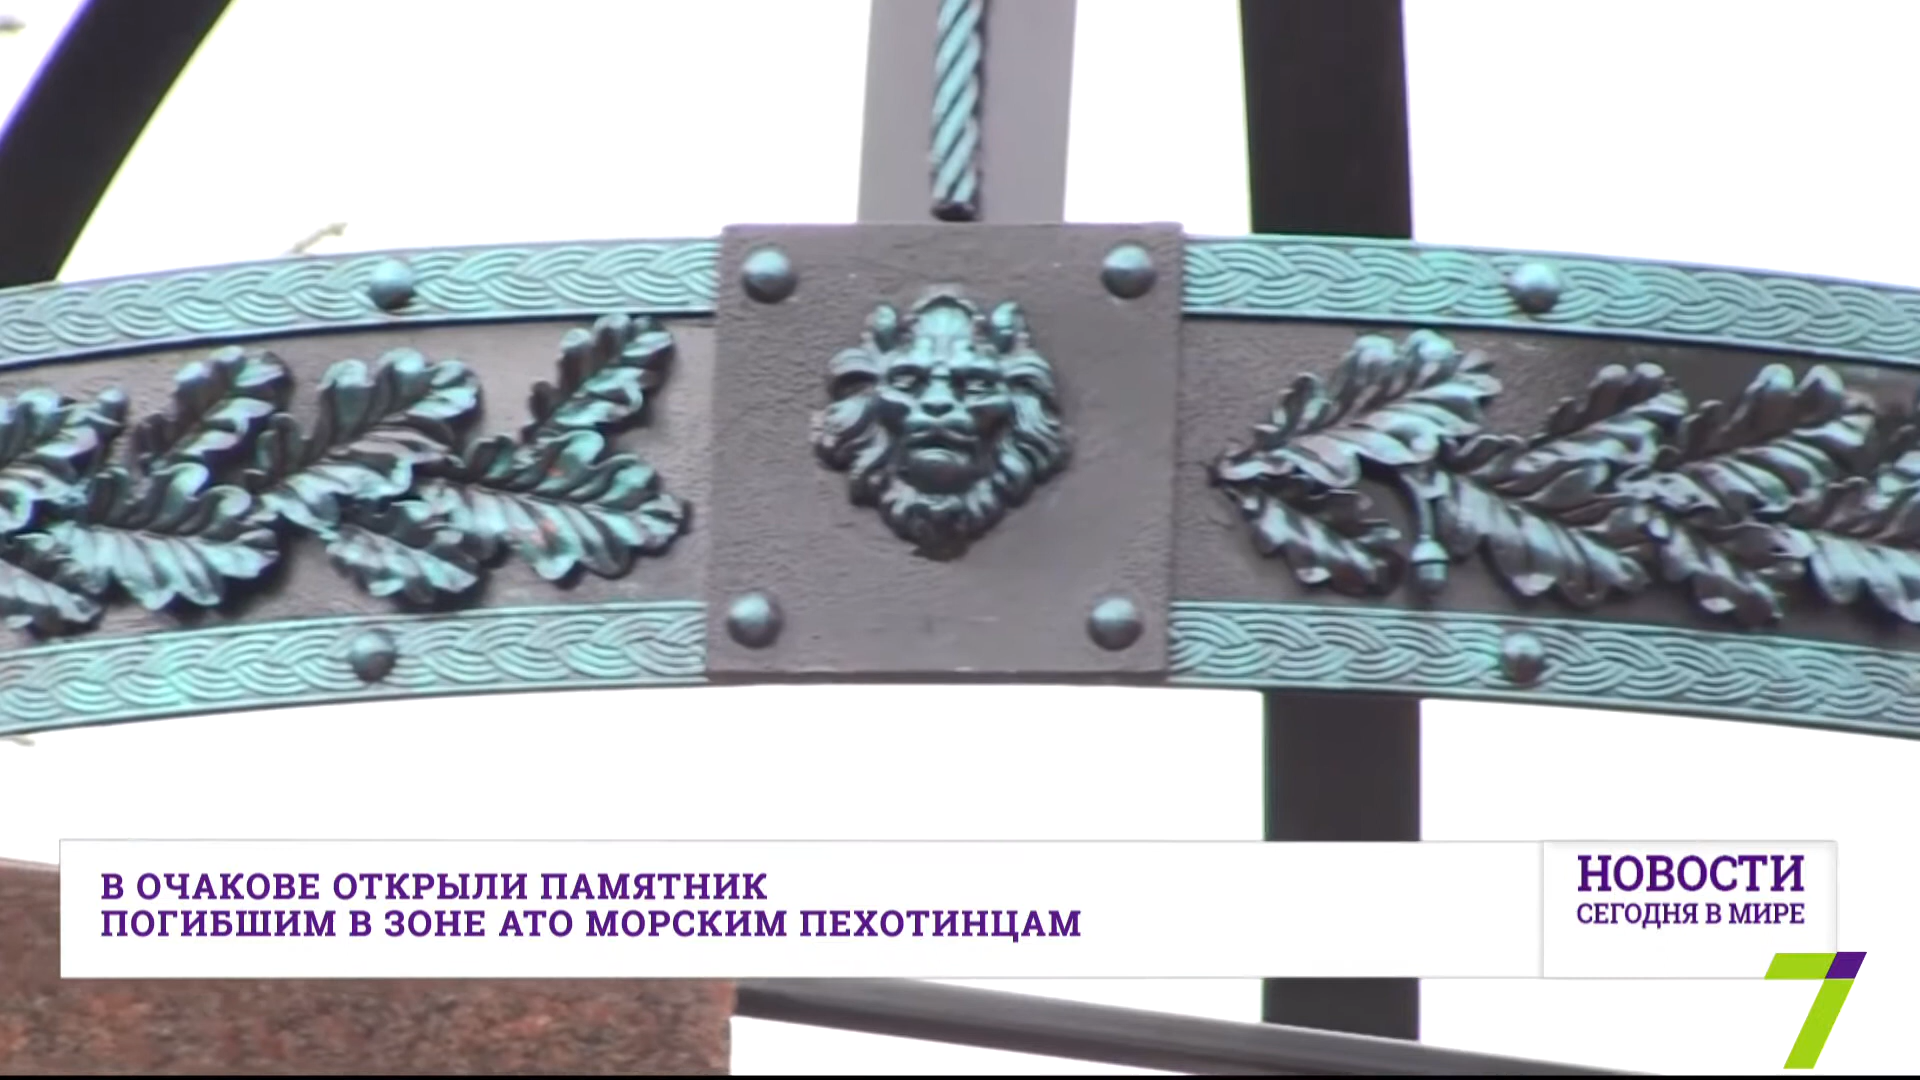 В ОЧАКОВЕ ОТКРЫЛИ ПАМЯТНИК
ПОГИБШИМ В ЗОНЕ АТО МОРСКИМ ПЕХОТИНЦАМ
НОВОСТИ
СЕГОДНЯ В МИРЕ
7